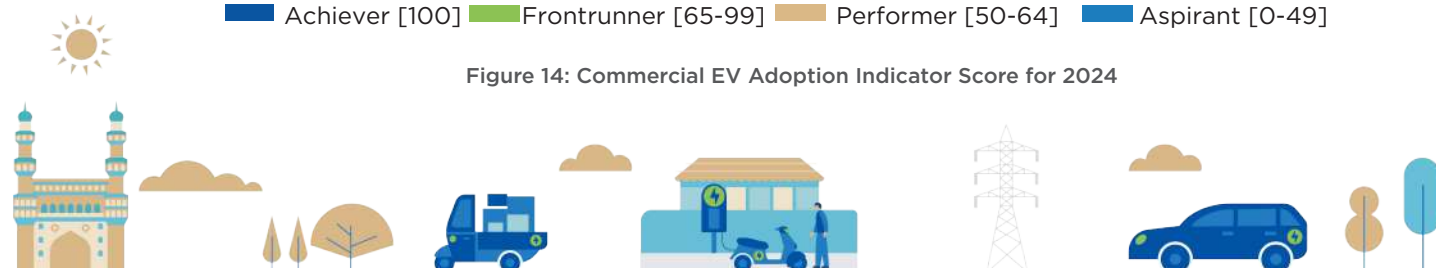 Achiever [100] Frontrunner [65-99] Performer [50-64] Aspirant [0-49]
Figure 14: Commercial EV Adoption Indicator Score for 2024